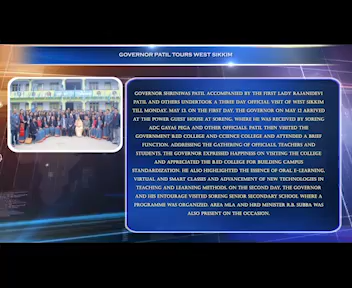 GOVERNOR PATIL TOURS WEST SIKKIM
GOVERNOR SHRINIWAS PATIL ACCOMPANIED BY THE FIRST LADY RAJANIDEVI
PATIL AND OTHERS UNDERTOOK A THREE DAY OFFICIAL VISIT OF WEST SIKKIM
TILL MONDAY, MAY 13. ON THE FIRST DAY, THE GOVERNOR ON MAY 12 ARRIVED
AT THE POWER GUEST HOUSE AT SORENG, WHERE HE WAS RECEIVED BY SORENG
ADC GAYAS PEGA AND OTHER OFFICIALS. PATIL THEN VISITED THE
GOVERNMENT B.ED COLLEGE AND SCIENCE COLLEGE AND ATTENDED A BRIEF
FUNCTION. ADDRESSING THE GATHERING OF OFFICIALS, TEACHERS AND
STUDENTS, THE GOVERNOR EXPRESSED HAPPINESS ON VISITING THE COLLEGE
AND APPRECIATED THE B.ED COLLEGE FOR BUILDING CAMPUS
STANDARDIZATION. HE ALSO HIGHLIGHTED THE ESSENCE OF ORAL E-LEARNING,
VIRTUAL AND SMART CLASSES AND ADVANCEMENT OF NEW TECHNOLOGIES IN
TEACHING AND LEARNING METHODS. ON THE SECOND DAY, THE GOVERNOR
AND HIS ENTOURAGE VISITED SORENG SENIOR SECONDARY SCHOOL WHERE A
PROGRAMME WAS ORGANIZED. AREA MLA AND HRD MINISTER R.B. SUBBA WAS
ALSO PRESENT ON THE OCCASION.